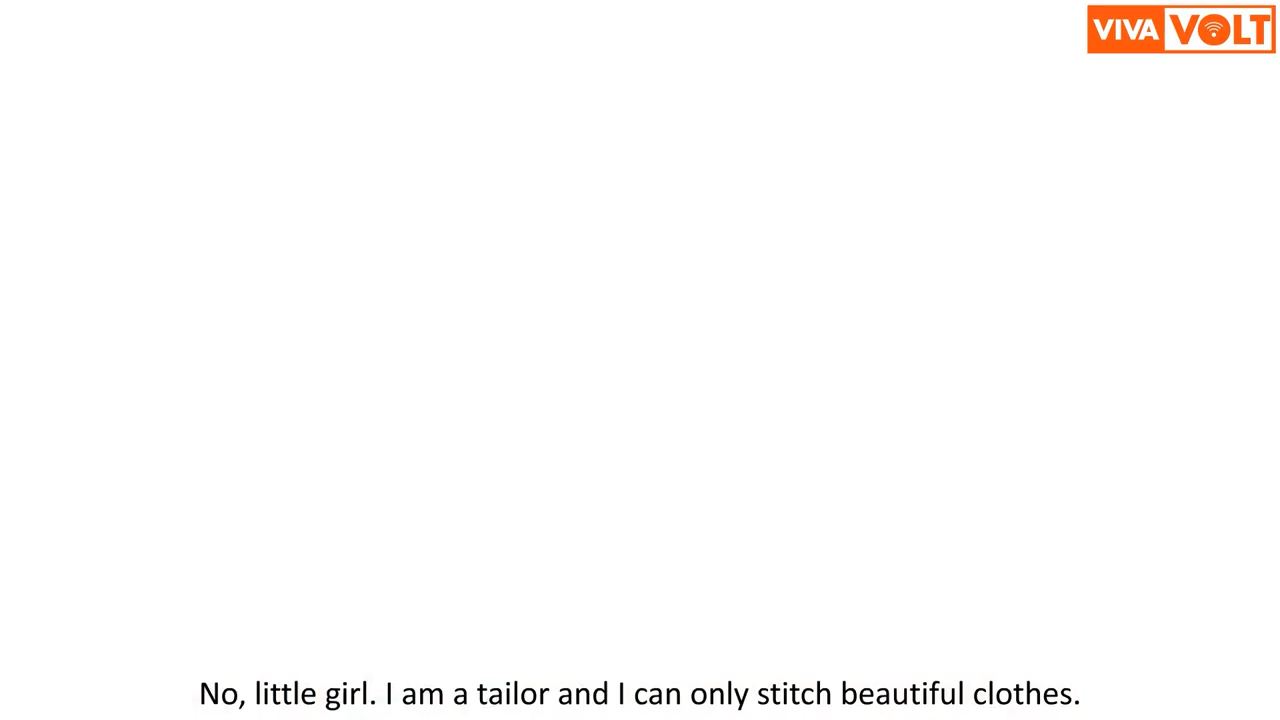 VIVA VOLT
No, little girl. I am a tailor and I can only stitch beautiful clothes.